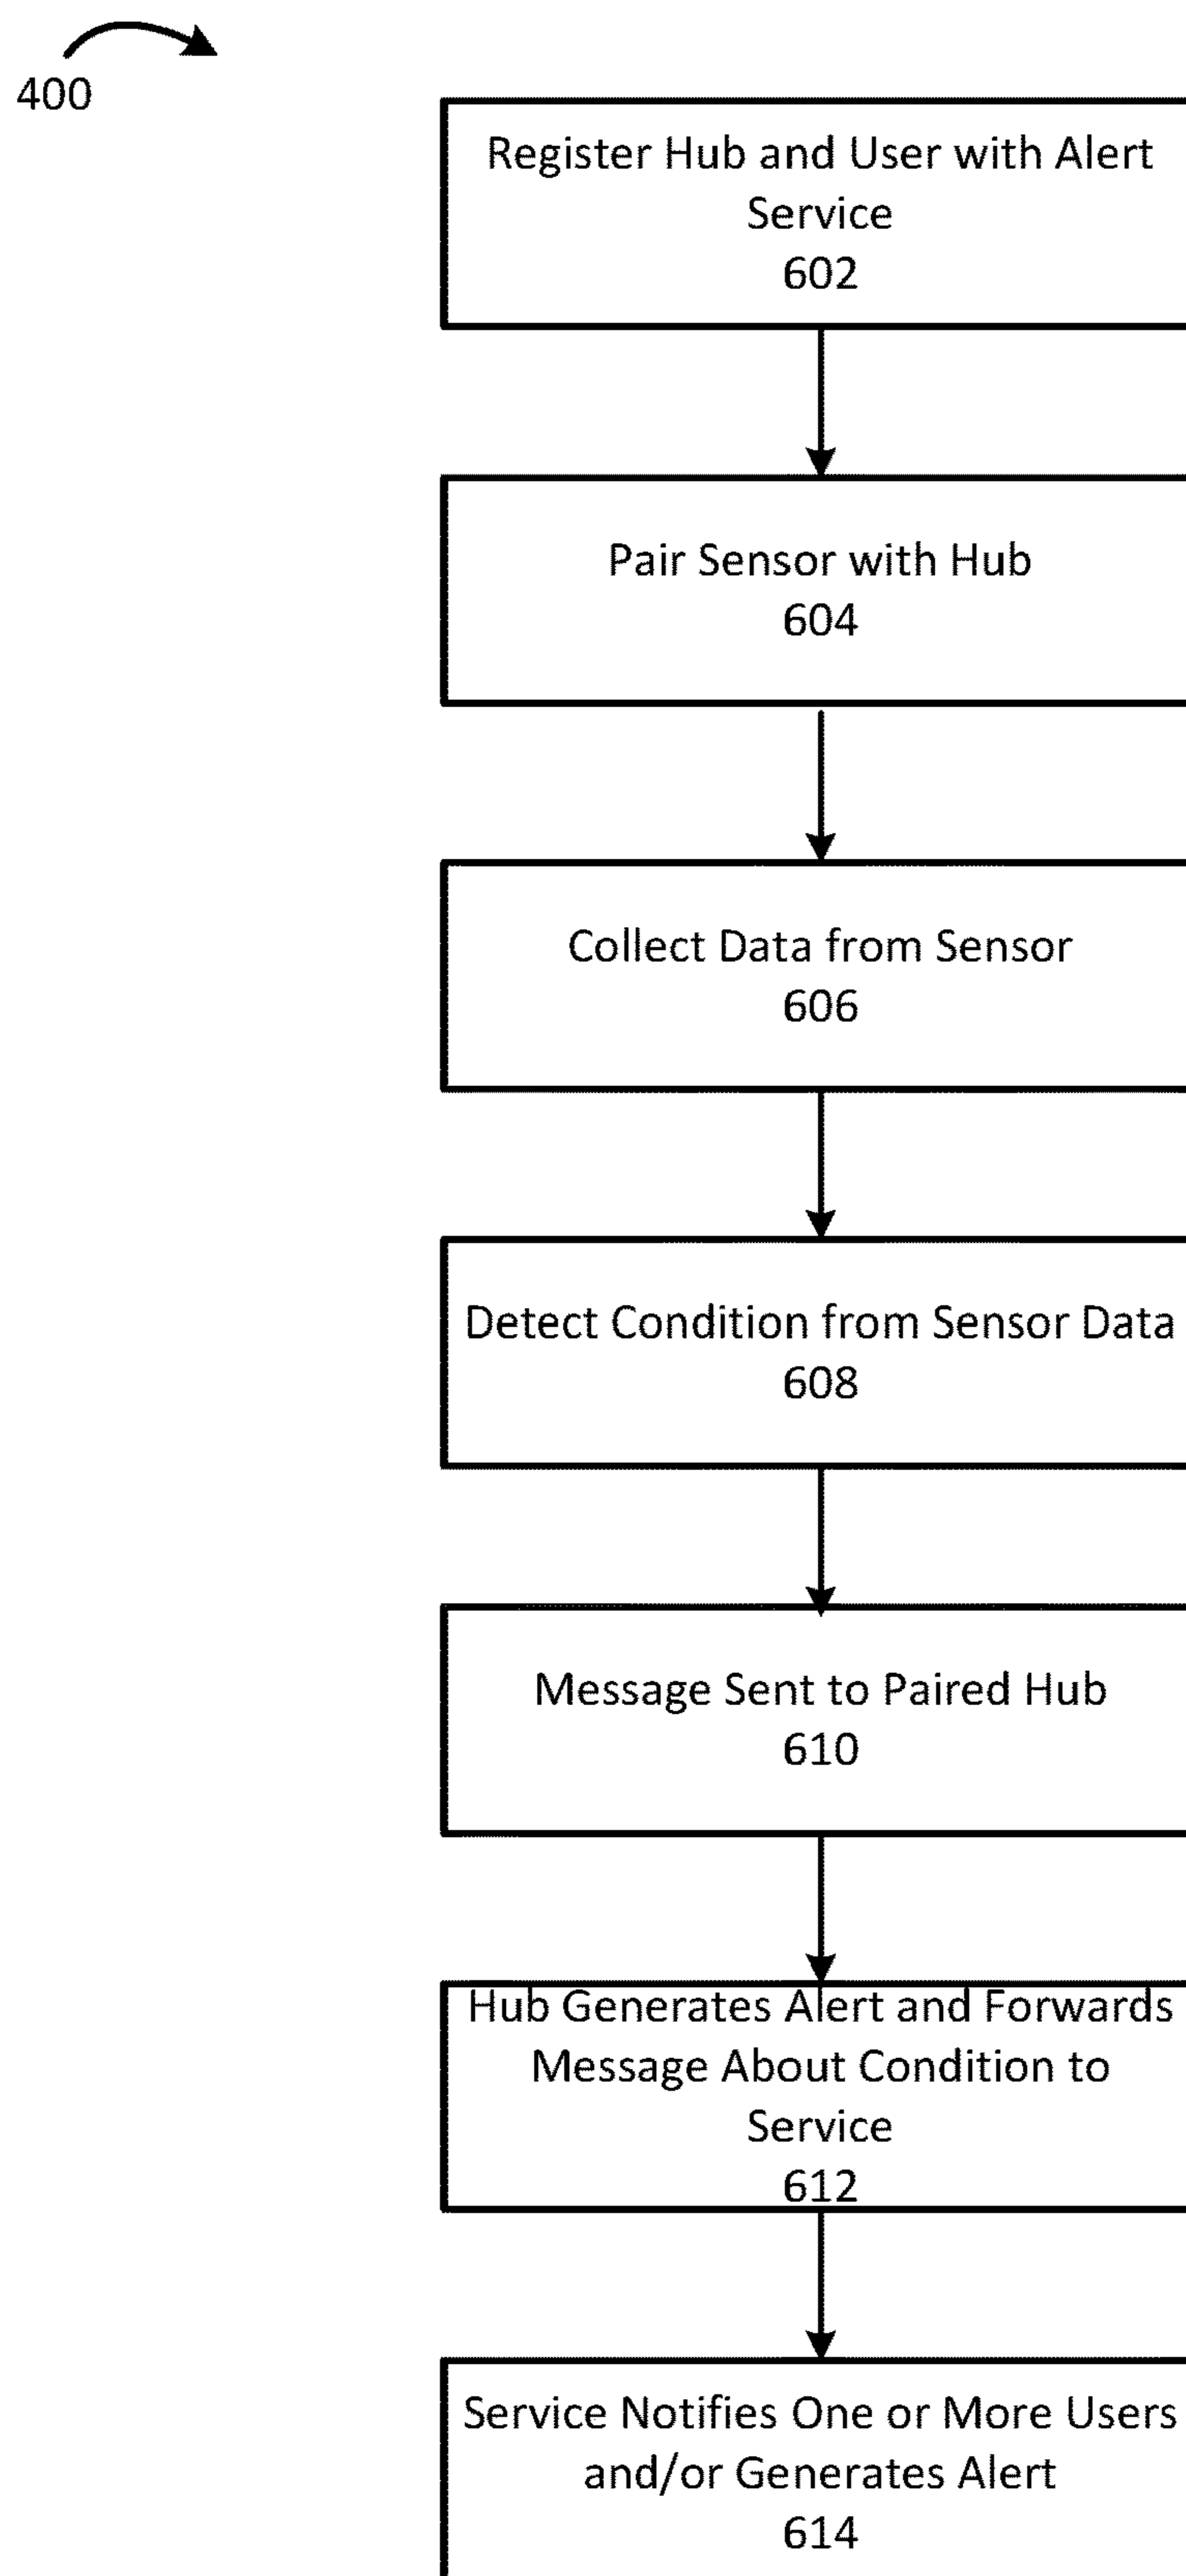 400
Register Hub and User with Alert
Service
602
Pair Sensor with Hub
604
Collect Data from Sensor
606
Detect Condition from Sensor Data
608
Message Sent to Paired Hub
610
Hub Generates Alert and Forwards
Message About Condition to
Service
612
Service Notifies One or More Users
and/or Generates Alert
614